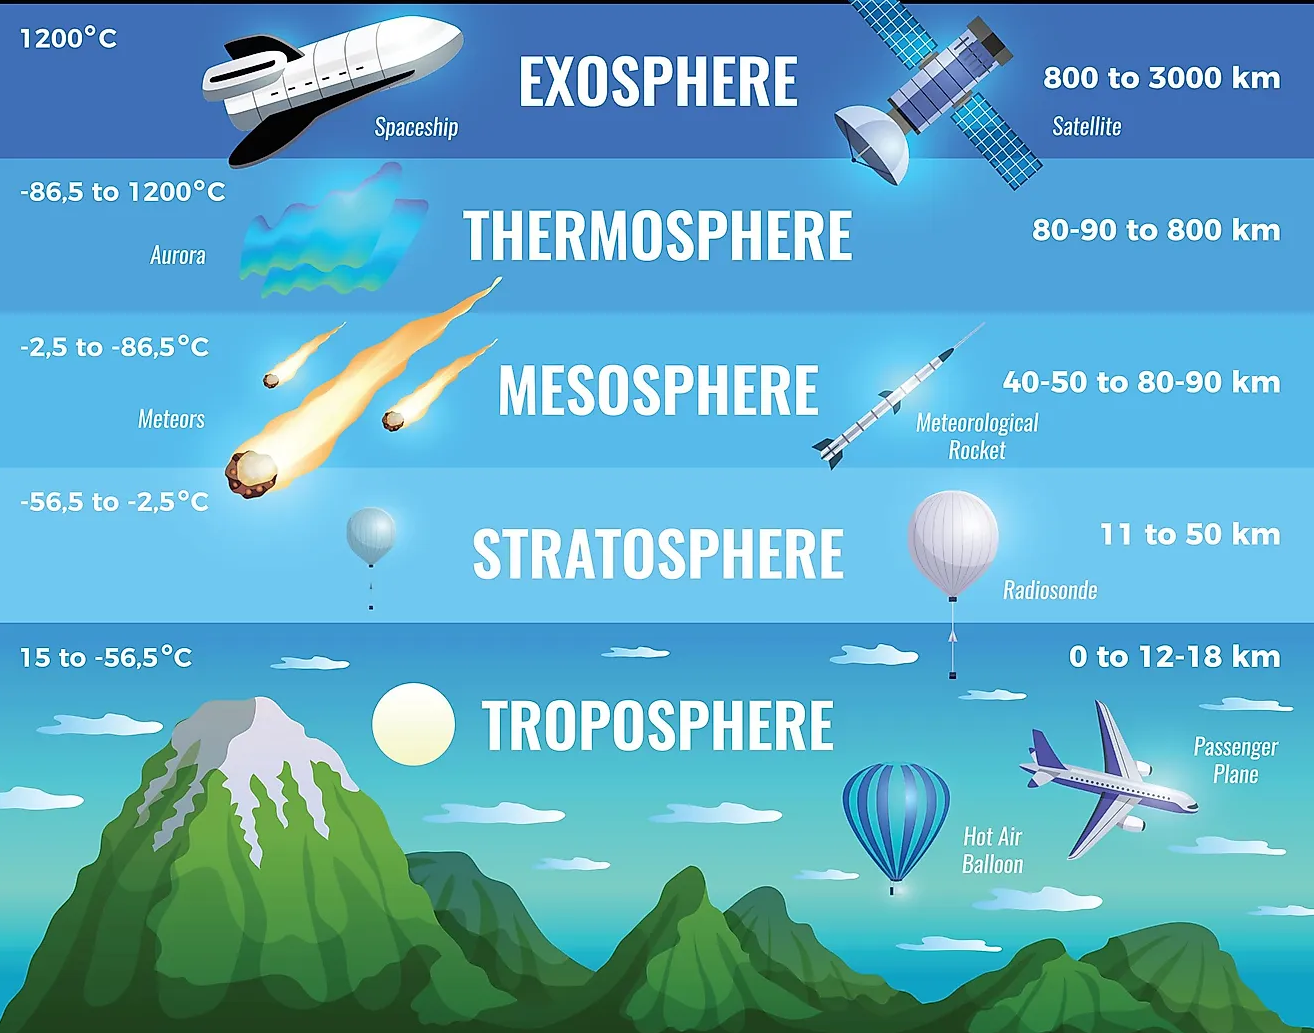 1200°C
EXOSPHERE
800 to 3000 km
Spaceship
Satellite
-86,5 to 1200°C
Aurora
THERMOSPHERE
80-90 to 800 km
-2,5 to -86,5°C
Meteors
MESOSPHERE
40-50 to 80-90 km
Meteorological
Rocket
-56,5 to -2,5°C
STRATOSPHERE
11 to 50 km
Radiosonde
15 to -56,5°C
0 to 12-18 km
TROPOSPHERE
Passenger
Plane
Hot Air
Balloon